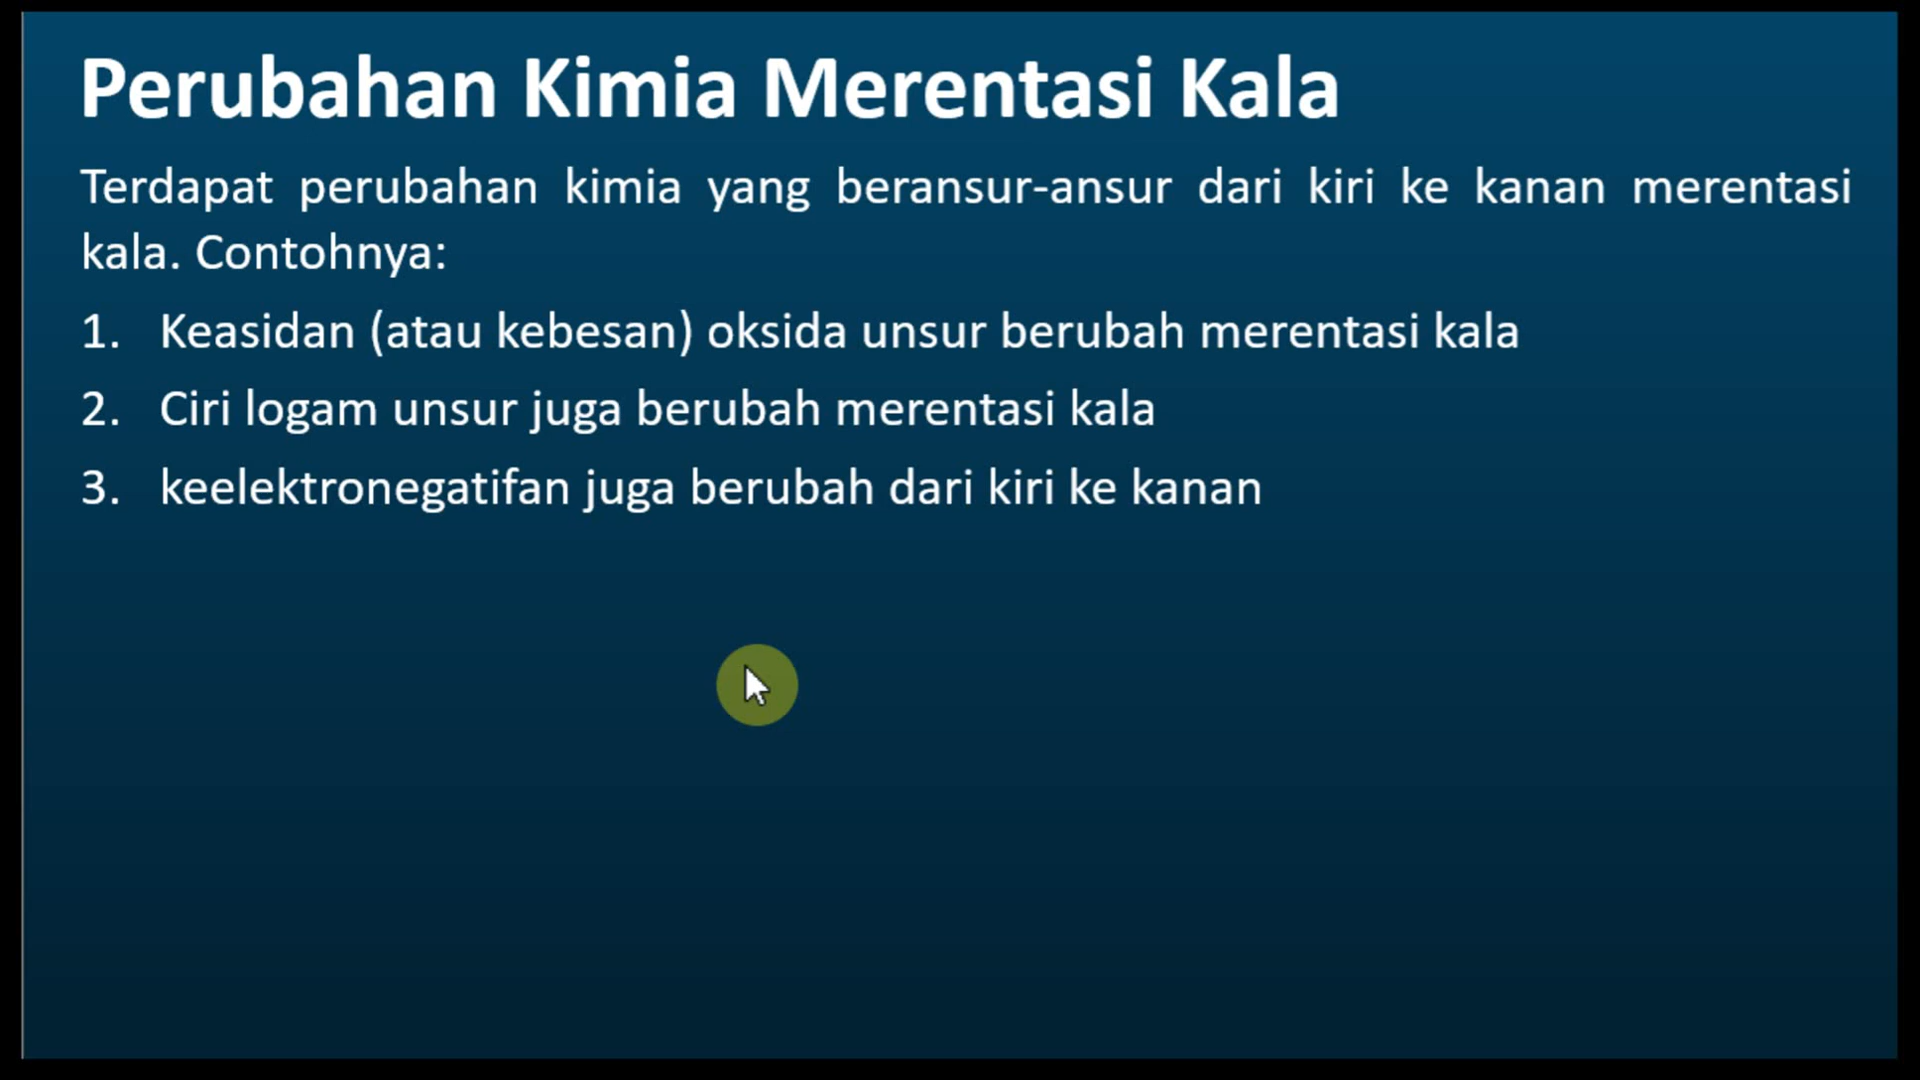 Perubahan Kimia Merentasi Kala
Terdapat perubahan kimia yang beransur-ansur dari kiri ke kanan merentasi
kala. Contohnya:
1. Keasidan (atau kebesan) oksida unsur berubah merentasi kala
2. Ciri logam unsur juga berubah merentasi kala
3. keelektronegatifan juga berubah dari kiri ke kanan